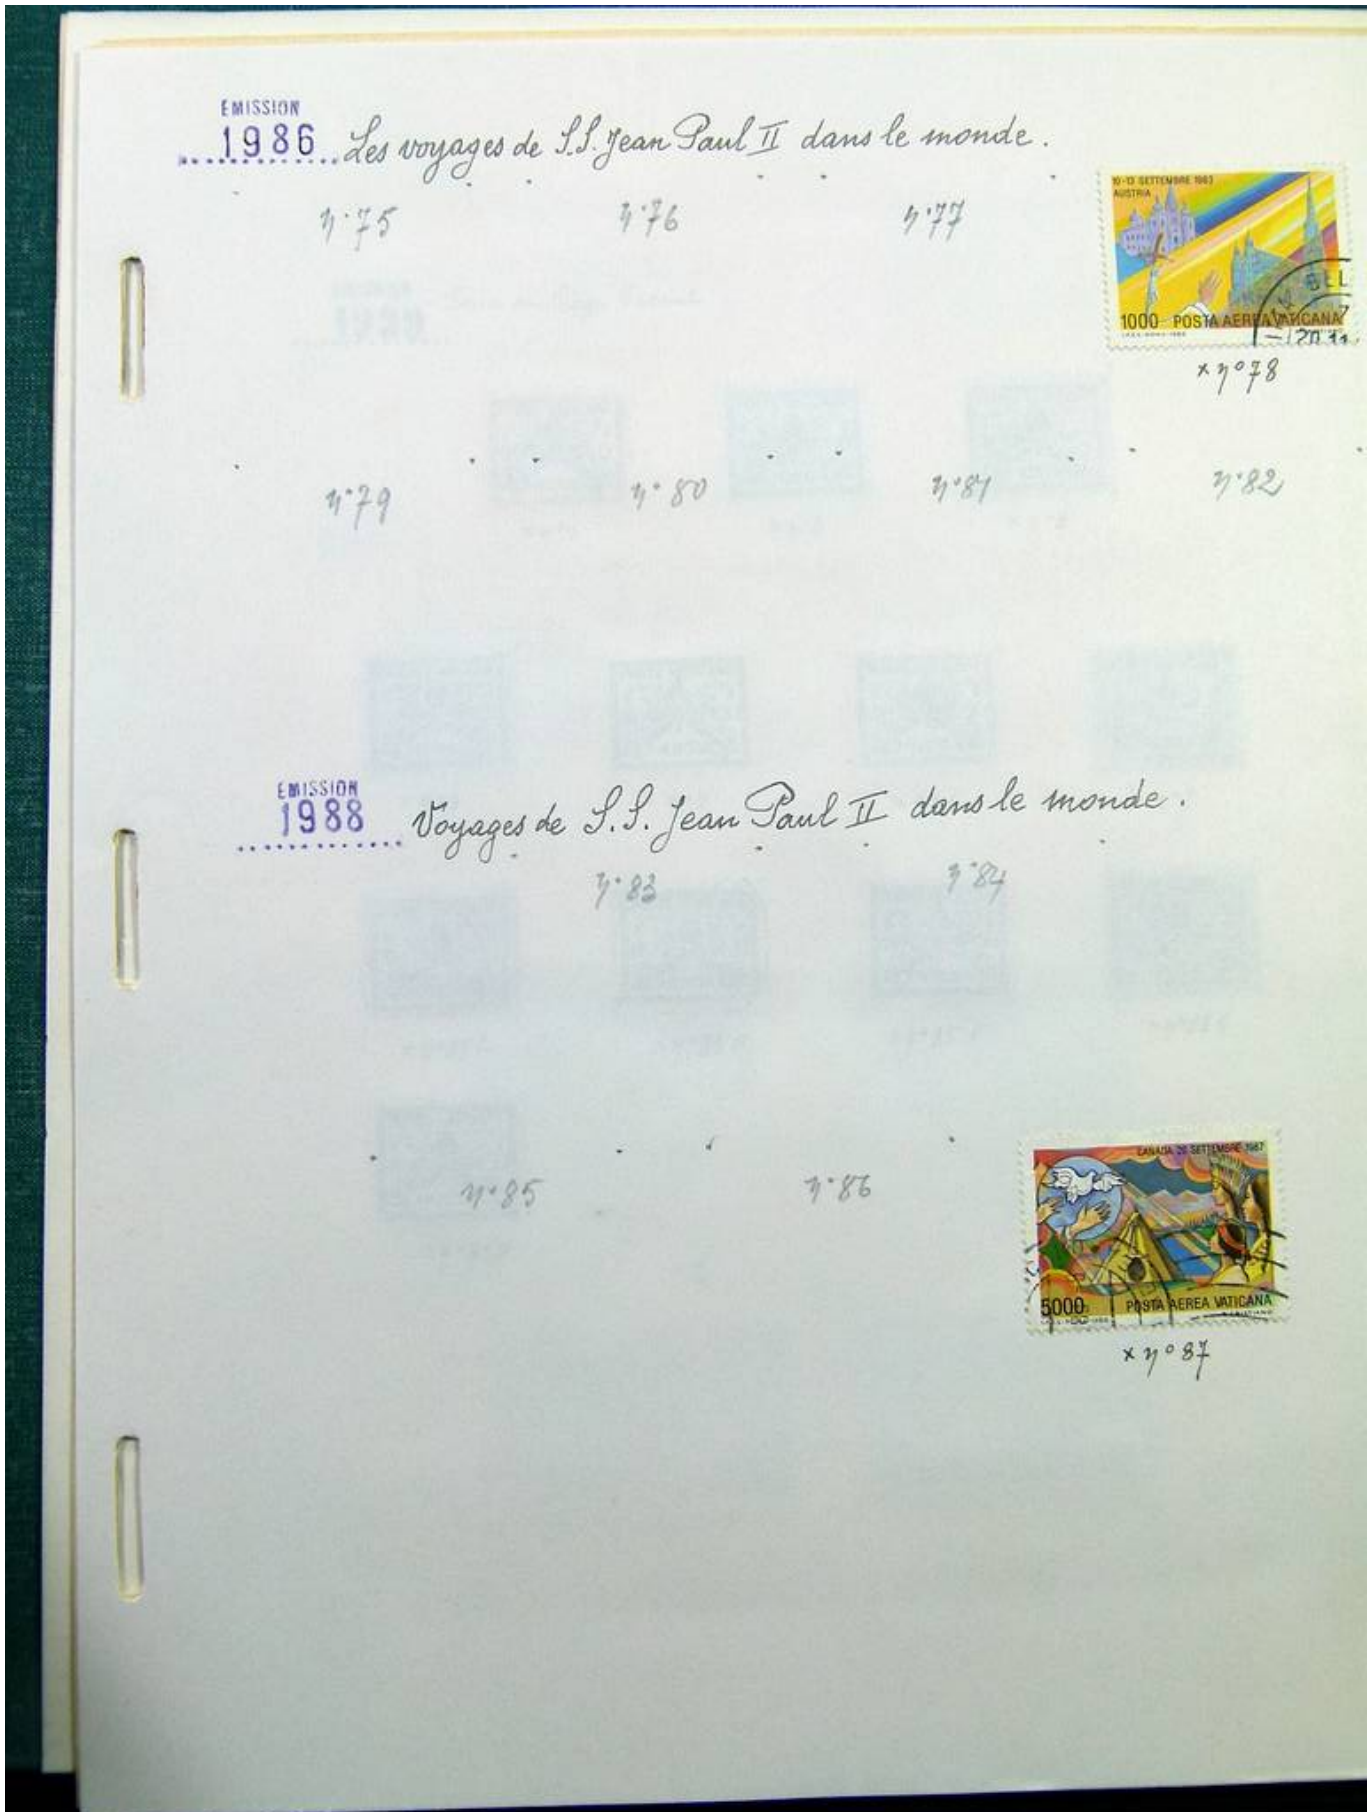 EMISSION
1986 Les voyages de S.S. Jean Paul II dans le monde.
n°75 n°76 n°77
10-13 SETTEMBRE 1983
AUSTRIA
BEL
1000 POSTA AEREA VATICANA
x n°78
n°79 n°80 n°81 n°82
EMISSION
1988 Voyages de S.S. Jean Paul II dans le monde.
n°83 n°84
n°85 n°86
CANADA 20 SETTEMBRE 1987
5000 POSTA AEREA VATICANA
x n°87